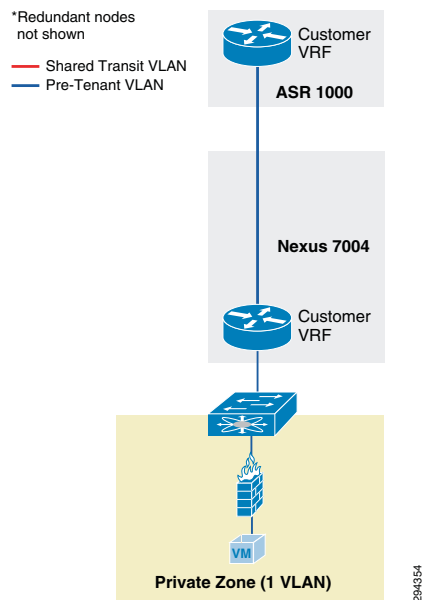 *Redundant nodes
not shown
Shared Transit VLAN
Pre-Tenant VLAN
Customer
VRF
ASR 1000
Nexus 7004
Customer
VRF
VM
Private Zone (1 VLAN)
294354